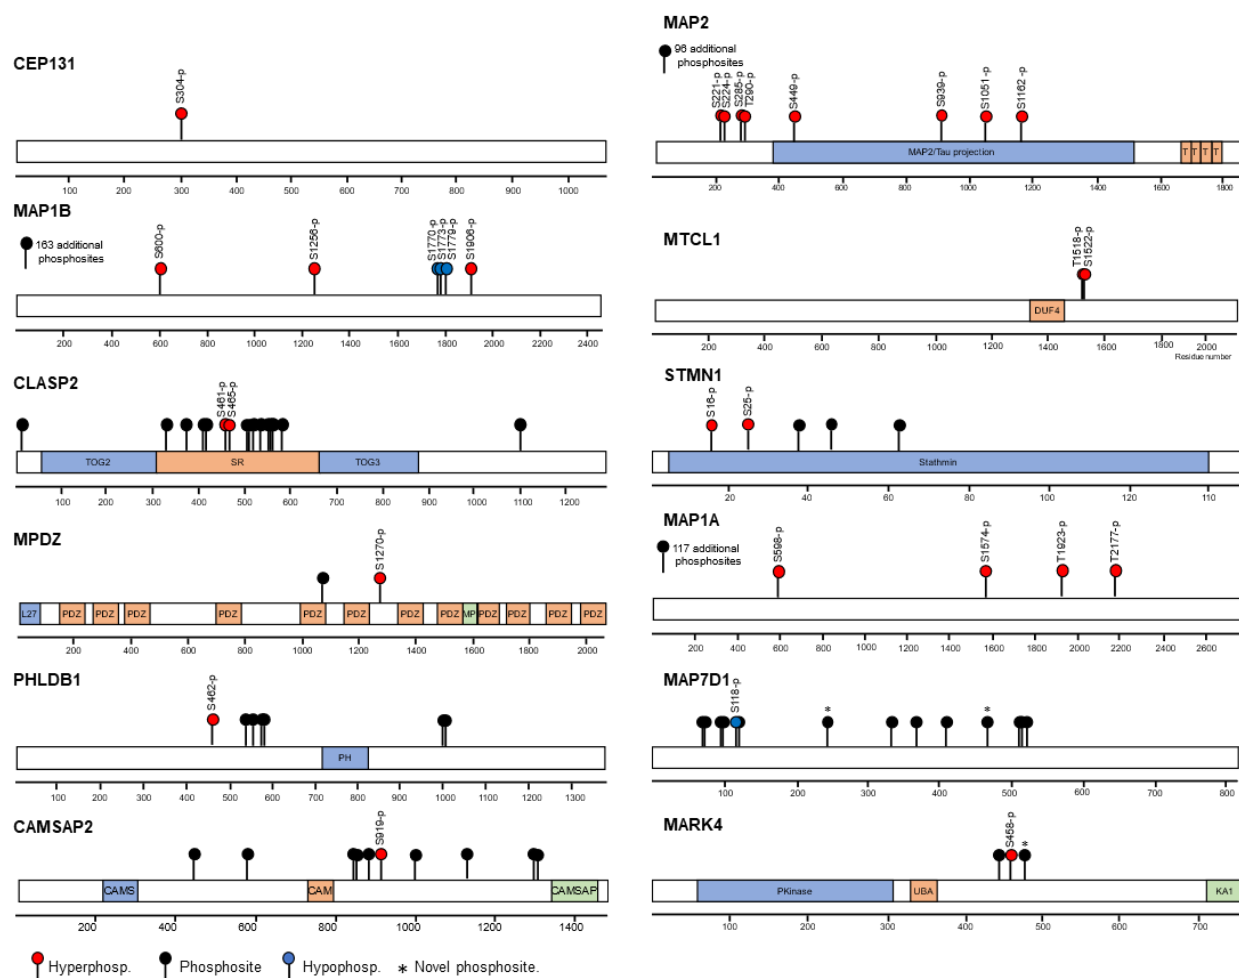 CEP131
S304-p
100 200 300 400 500 600 700 800 900 1000
MAP1B
163 additional
phosphosites
S600-p
S1256-p
S1770-p
S1773-p
S1779-p
S1906-p
200 400 600 800 1000 1200 1400 1600 1800 2000 2200 2400
CLASP2
S461-p
S465-p
TOG2 SR TOG3
100 200 300 400 500 600 700 800 900 1000 1100 1200
MPDZ
S1270-p
L27 PDZ PDZ PDZ PDZ PDZ PDZ PDZ PDZ MP PDZ PDZ PDZ PDZ
200 400 600 800 1000 1200 1400 1600 1800 2000
PHLDB1
S462-p
PH
100 200 300 400 500 600 700 800 900 1000 1100 1200 1300
CAMSAP2
S919-p
CAMS CAM CAMSAP
200 400 600 800 1000 1200 1400
MAP2
96 additional
phosphosites
S221-p
S224-p
S285-p
T290-p
S449-p
S939-p
S1051-p
S1162-p
MAP2/Tau projection T T T T
200 400 600 800 1000 1200 1400 1600 1800
MTCL1
T1518-p
S1522-p
DUF4
200 400 600 800 1000 1200 1400 1600 1800 2000
Residue number
STMN1
S16-p
S25-p
Stathmin
20 40 60 80 100 120 110
MAP1A
117 additional
phosphosites
S598-p
S1574-p
T1923-p
T2177-p
200 400 600 800 1000 1200 1400 1600 1800 2000 2200 2400 2600
MAP7D1
S118-p
* *
100 200 300 400 500 600 700 800
MARK4
S458-p
*
PKinase UBA KA1
100 200 300 400 500 600 700
Hyperphosp. Phosphosite Hypophosp. * Novel phosphosite.